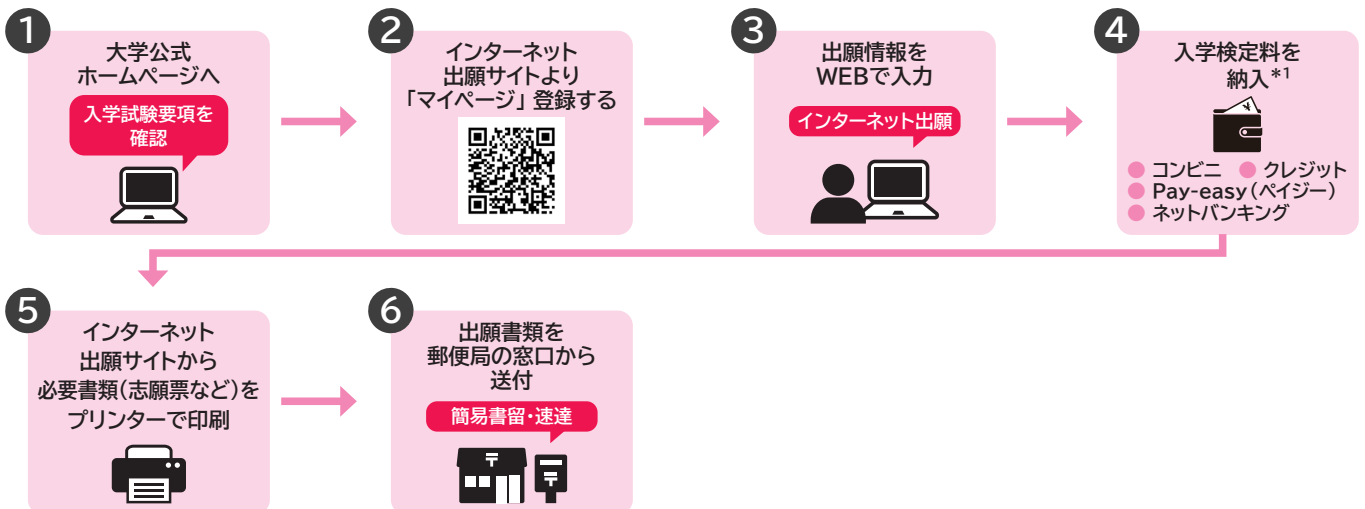 1
大学公式
ホームページへ
入学試験要項を
確認
2
インターネット
出願サイトより
「マイページ」登録する
3
出願情報を
WEBで入力
インターネット出願
4
入学検定料を
納入*1
● コンビニ ● クレジット
● Pay-easy(ペイジー)
● ネットバンキング
5
インターネット
出願サイトから
必要書類(志願票など)を
プリンターで印刷
6
出願書類を
郵便局の窓口から
送付
簡易書留・速達